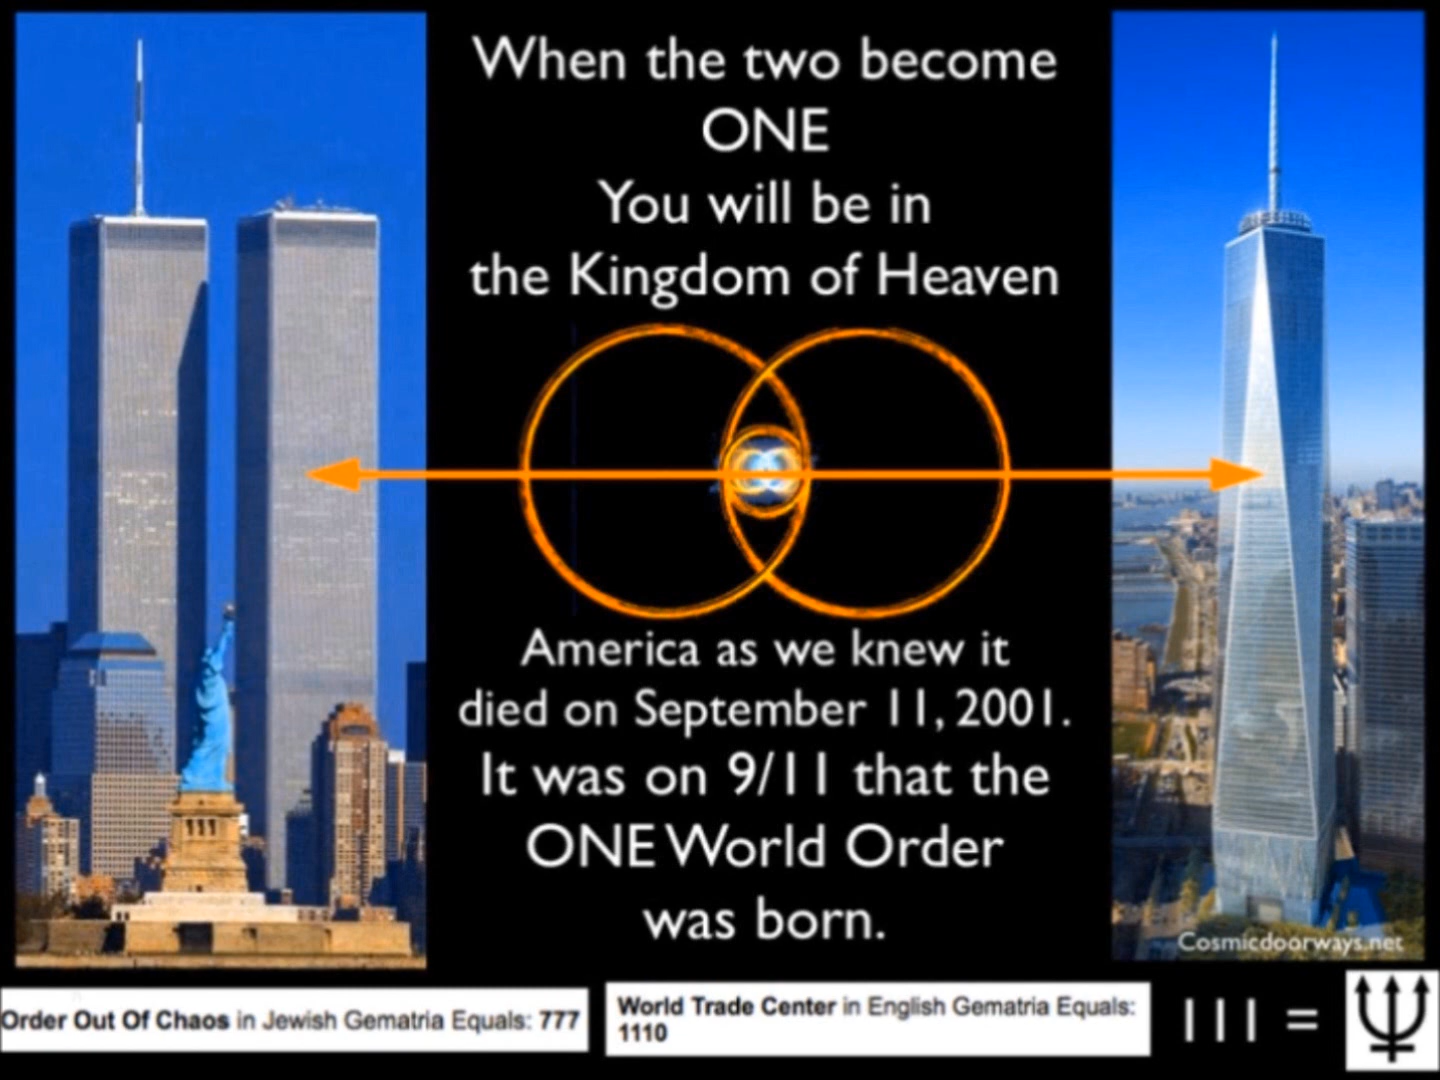 When the two become
ONE
You will be in
the Kingdom of Heaven
America as we knew it
died on September 11, 2001.
It was on 9/11 that the
ONE World Order
was born.
Cosmicdoorways.net
Order Out Of Chaos in Jewish Gematria Equals: 777
World Trade Center in English Gematria Equals:
1110
| | | =